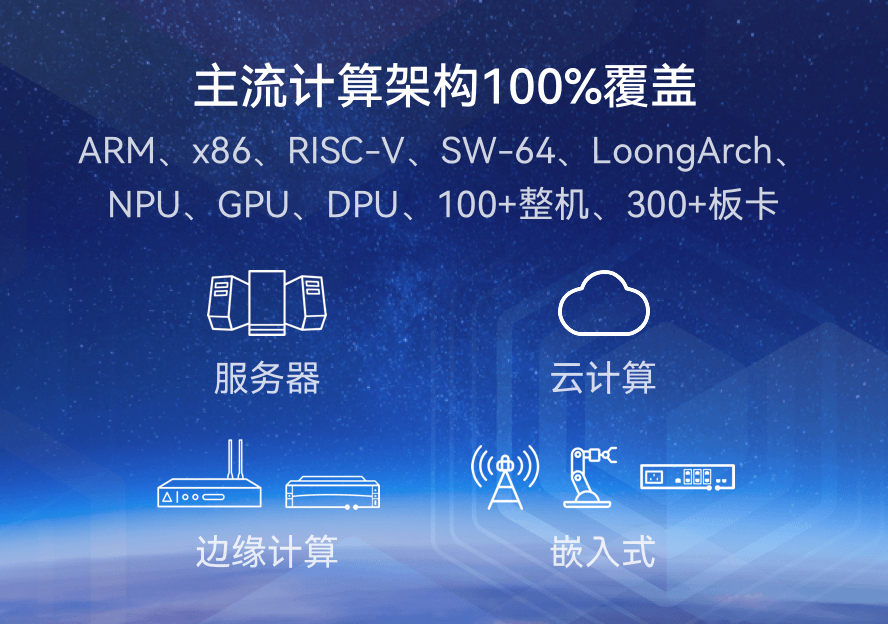 主流计算架构100%覆盖
ARM、x86、RISC-V、SW-64、LoongArch、
NPU、GPU、DPU、100+整机、300+板卡
服务器
云计算
边缘计算
嵌入式